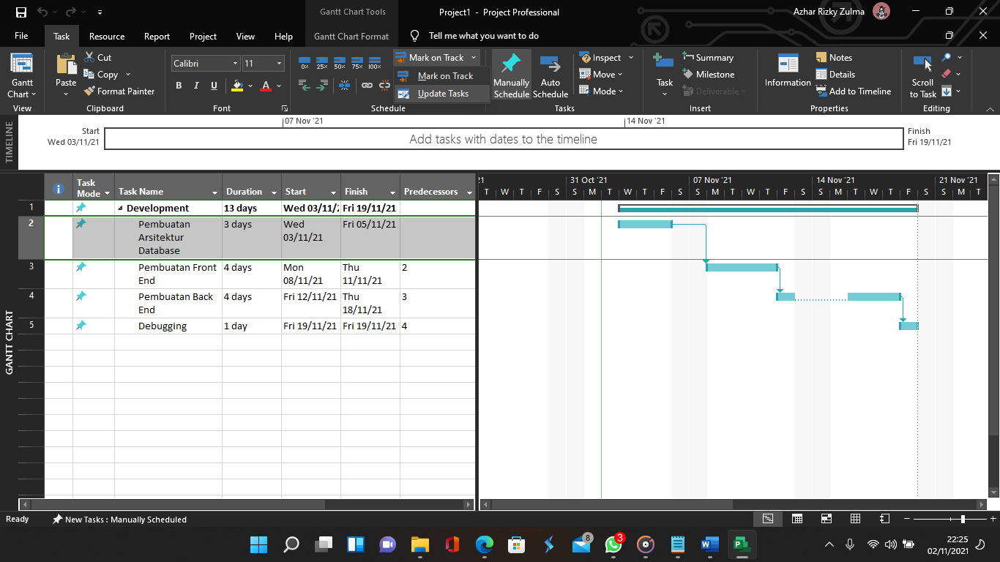 Gantt Chart Tools
Project1 - Project Professional
Azhar Rizky Zulma
File
Task
Resource
Report
Project
View
Help
Gantt Chart Format
Tell me what you want to do
Gantt
Chart
View
Paste
Cut
Copy
Format Painter
Clipboard
Calibri
11
B
I
U
A
Font
0%
25%
50%
75%
100%
Mark on Track
Mark on Track
Update Tasks
Schedule
Manually
Schedule
Auto
Schedule
Inspect
Move
Mode
Tasks
Task
Summary
Milestone
Deliverable
Insert
Information
Notes
Details
Add to Timeline
Properties
Scroll
to Task
Editing
TIMELINE
Start
Wed 03/11/21
07 Nov '21
14 Nov '21
Add tasks with dates to the timeline
Finish
Fri 19/11/21
GANTT CHART
Task
Mode
Task Name
Duration
Start
Finish
Predecessors
1
Development
13 days
Wed 03/11/2
Fri 19/11/21
2
Pembuatan
Arsitektur
Database
3 days
Wed
03/11/21
Fri 05/11/21
3
Pembuatan Front
End
4 days
Mon
08/11/21
Thu
11/11/21
2
4
Pembuatan Back
End
4 days
Fri 12/11/21
Thu
18/11/21
3
5
Debugging
1 day
Fri 19/11/21
Fri 19/11/21
4
'21 31 Oct '21 07 Nov '21 14 Nov '21 21 Nov '21
T W T F S S M T W T F S S M T W T F S S M T W T F S S M T
Ready
New Tasks : Manually Scheduled
8
3
22:25
02/11/2021